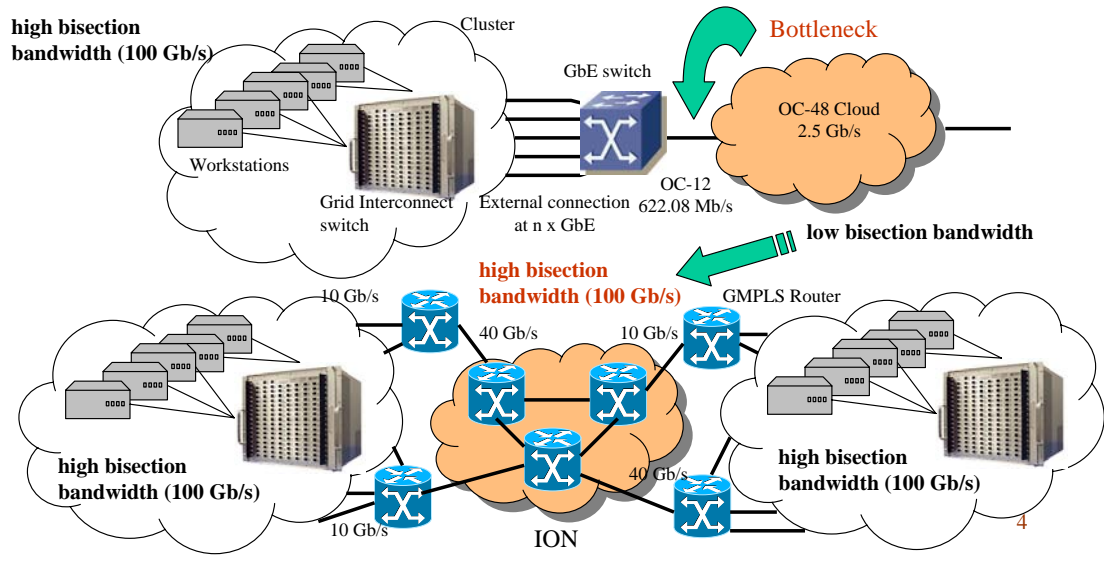 high bisection
bandwidth (100 Gb/s)
Cluster
Bottleneck
GbE switch
OC-48 Cloud
2.5 Gb/s
Workstations
OC-12
622.08 Mb/s
Grid Interconnect
switch
External connection
at n x GbE
low bisection bandwidth
high bisection
bandwidth (100 Gb/s)
10 Gb/s
GMPLS Router
40 Gb/s
10 Gb/s
high bisection
bandwidth (100 Gb/s)
high bisection
bandwidth (100 Gb/s)
40 Gb/s
10 Gb/s
ION
4